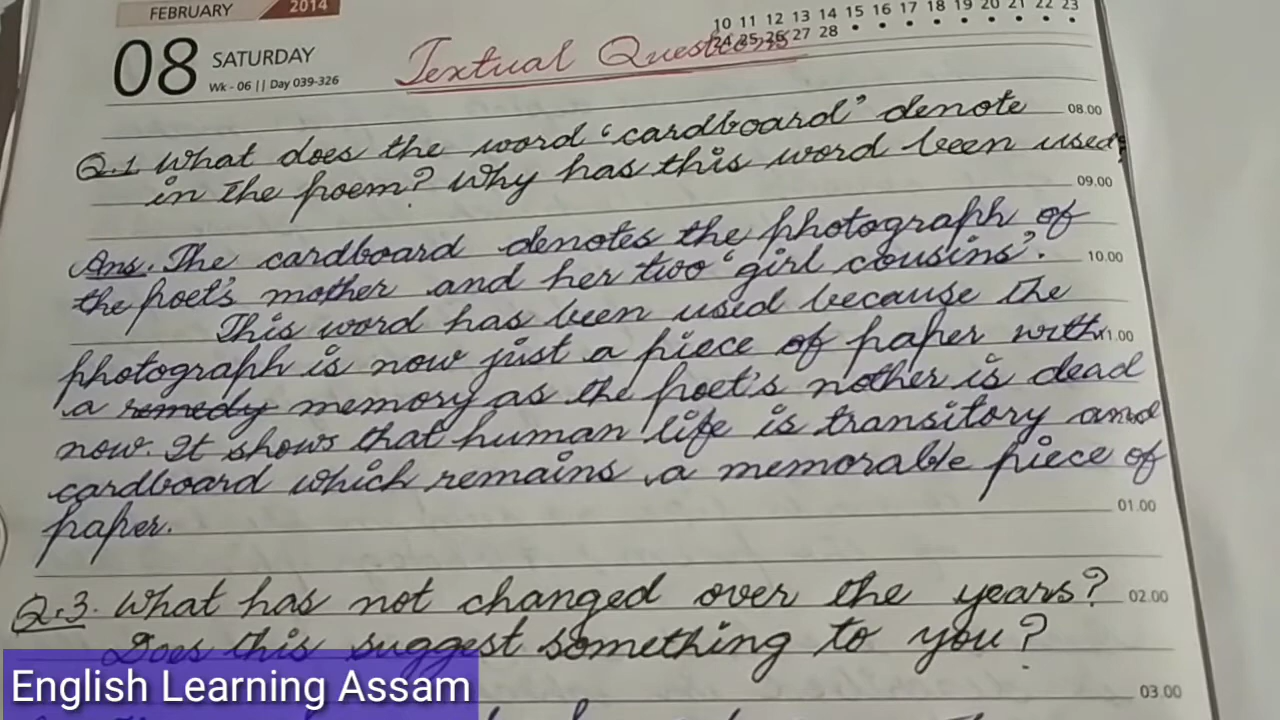 FEBRUARY 2014
08 SATURDAY
Wk - 06 || Day 039-326
10 11 12 13 14 15 16 17 18 19 20 21 22 23
24 25 26 27 28
Textual Questions
Q.1 What does the word 'cardboard' denote 08.00
in the poem? Why has this word been used?
09.00
Ans. The cardboard denotes the photograph of
the poet's mother and her two 'girl cousins'. 10.00
This word has been used because the
photograph is now just a piece of paper with 11.00
a remedy memory as the poet's nother is dead
now. It shows that human life is transitory and
cardboard which remains a memorable piece of
paper. 01.00
Q.3. What has not changed over the years? 02.00
Does this suggest something to you?
03.00
English Learning Assam